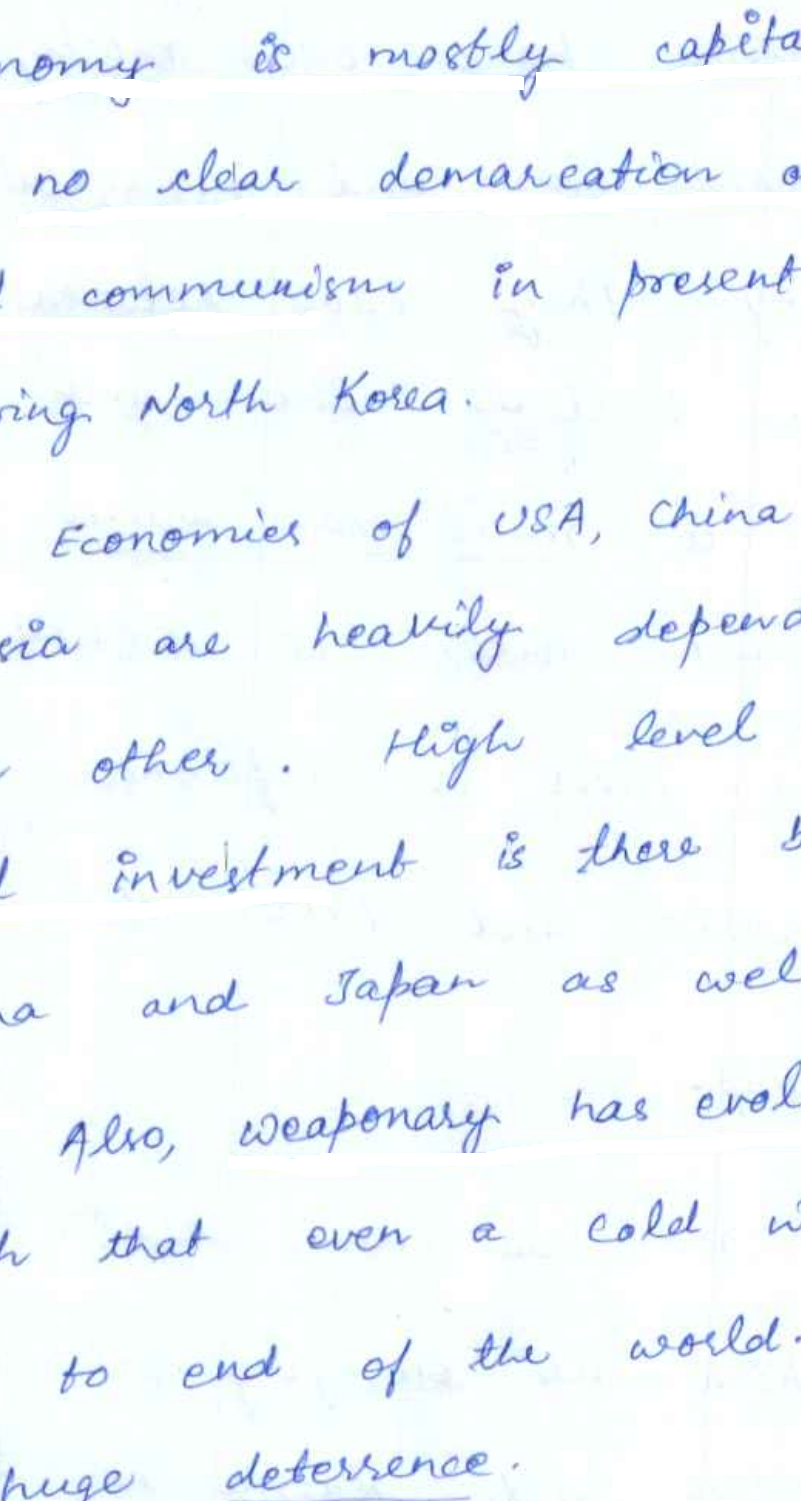 nomy is mostly capita
no clear demarcation o
d communism in present
ring North Korea.
Economies of USA, China
sia are heavily depend
other. High level
d investment is there b
na and Japan as wel
Also, weaponary has evol
h that even a cold w
to end of the world.
huge deterrence.